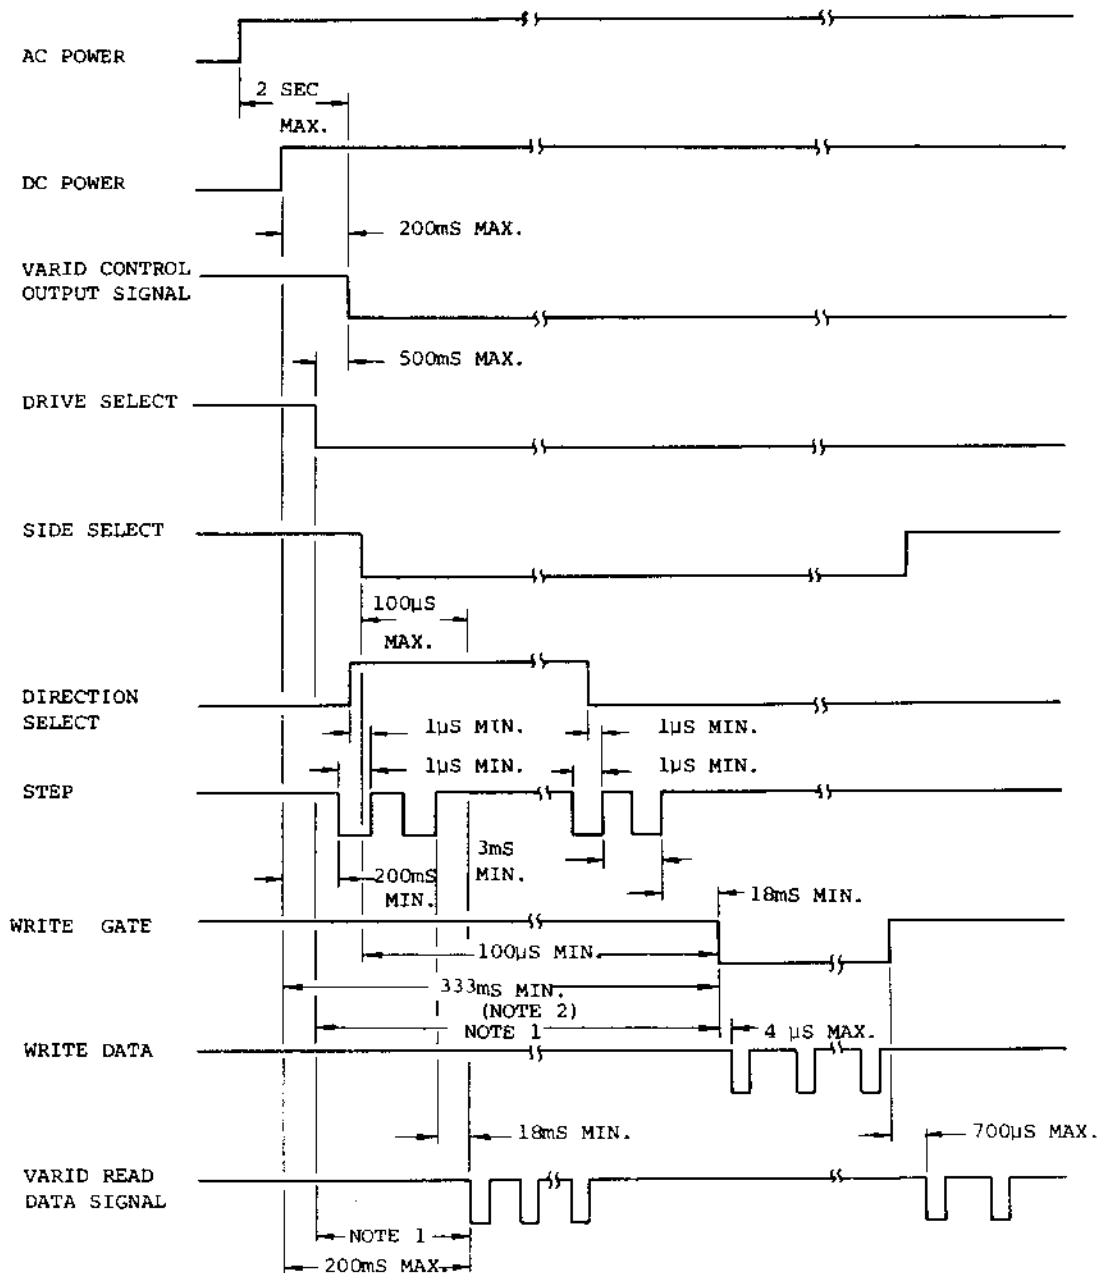 AC POWER
2 SEC
MAX.
DC POWER
200mS MAX.
VARID CONTROL
OUTPUT SIGNAL
500mS MAX.
DRIVE SELECT
SIDE SELECT
100µS
MAX.
DIRECTION
SELECT
1µS MIN. 1µS MIN.
1µS MIN. 1µS MIN.
STEP
200mS
MIN.
3mS
MIN.
18mS MIN.
WRITE GATE
100µS MIN.
333mS MIN.
(NOTE 2)
NOTE 1
4 µS MAX.
WRITE DATA
18mS MIN. 700µS MAX.
VARID READ
DATA SIGNAL
NOTE 1
200mS MAX.